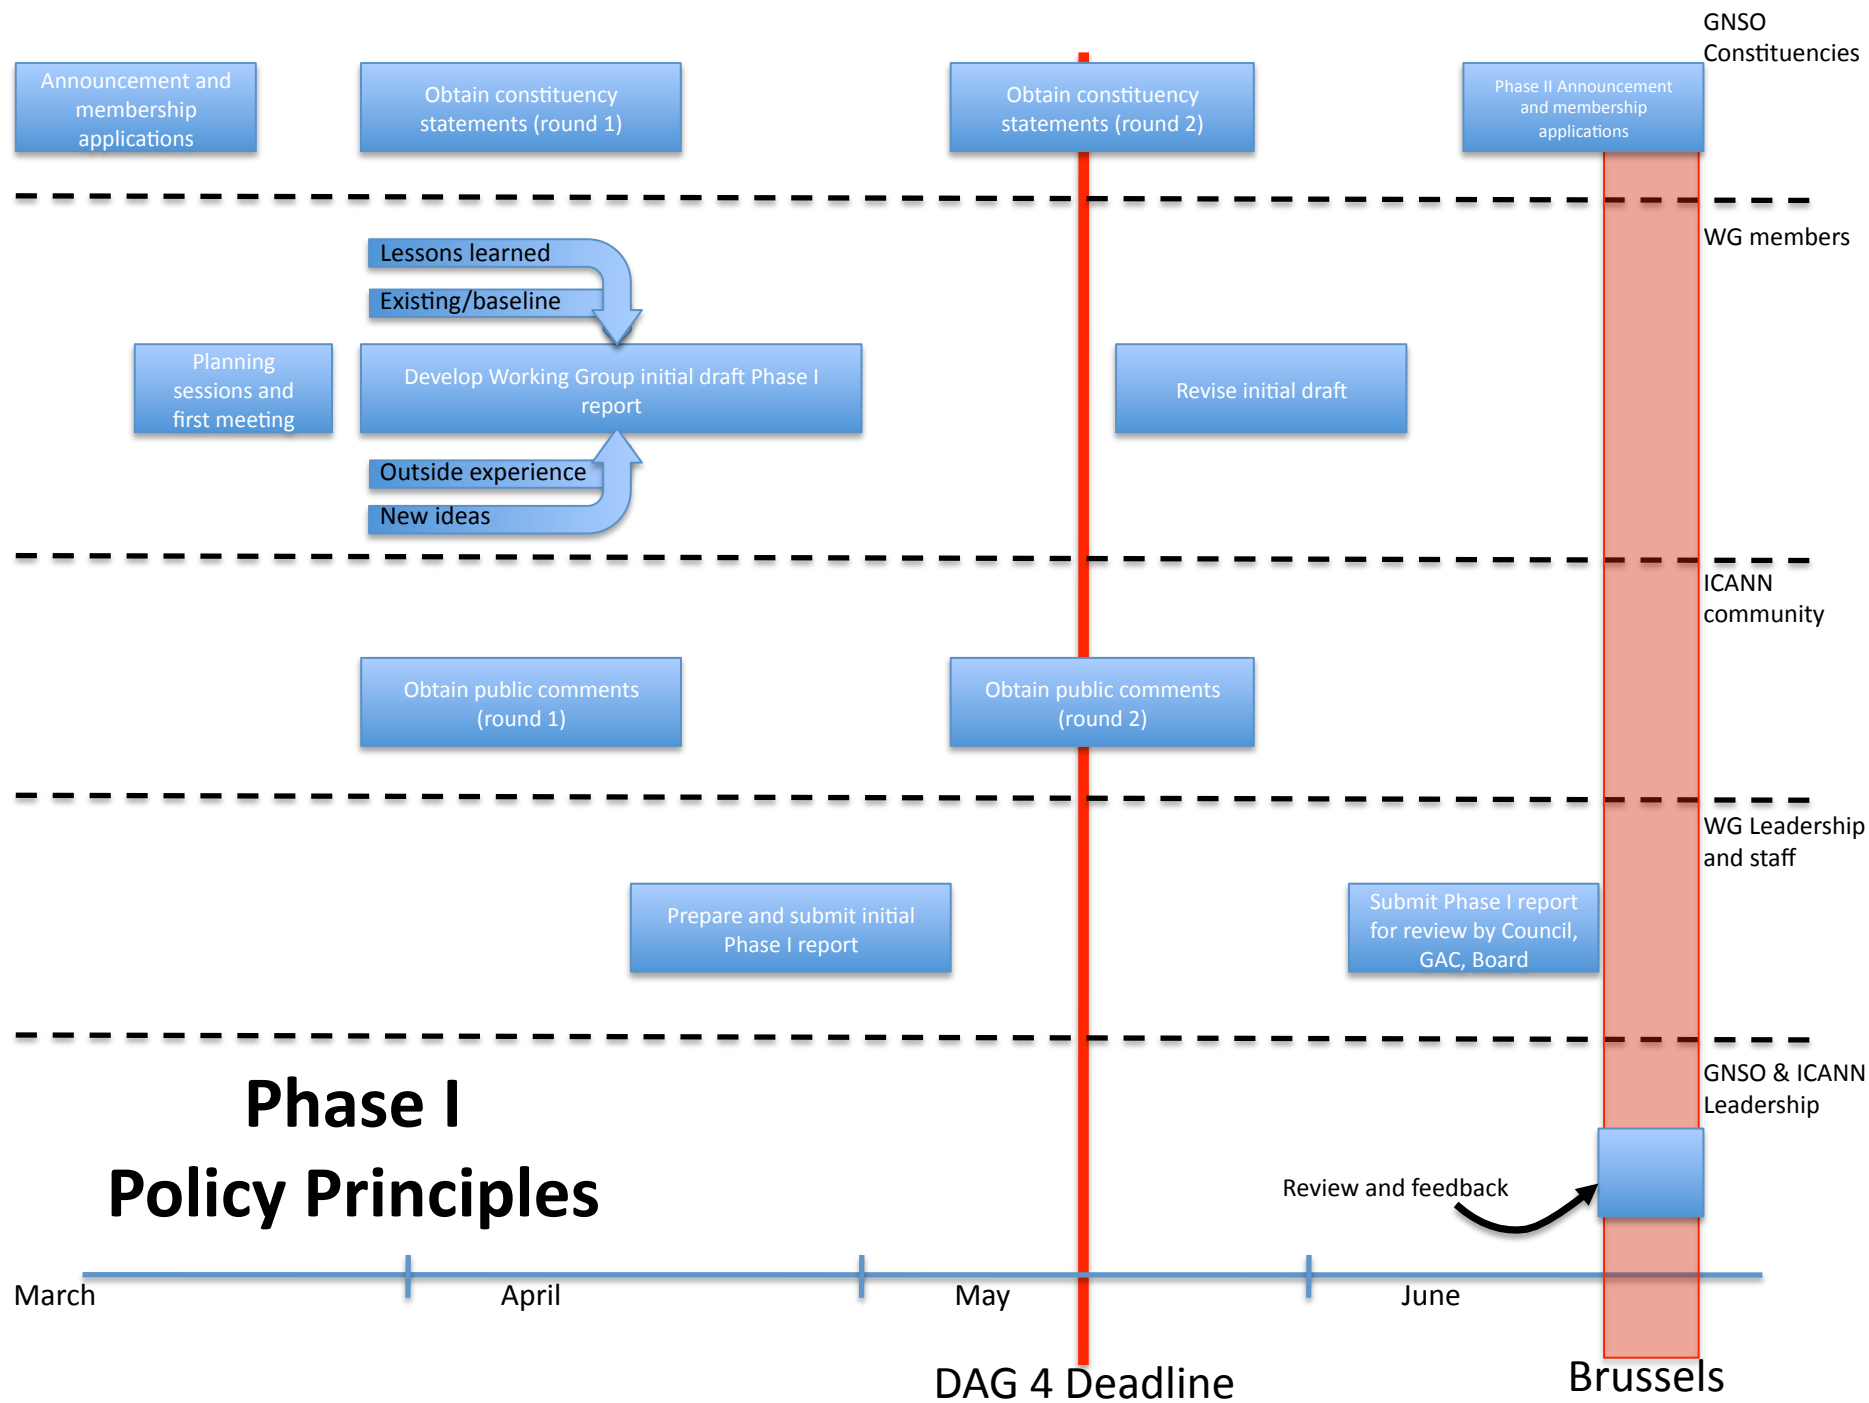 GNSO
Constituencies
Announcement and
membership
applications
Obtain constituency
statements (round 1)
Obtain constituency
statements (round 2)
Phase II Announcement
and membership
applications
WG members
Lessons learned
Existing/baseline
Planning
sessions and
first meeting
Develop Working Group initial draft Phase I
report
Revise initial draft
Outside experience
New ideas
ICANN
community
Obtain public comments
(round 1)
Obtain public comments
(round 2)
WG Leadership
and staff
Prepare and submit initial
Phase I report
Submit Phase I report
for review by Council,
GAC, Board
GNSO & ICANN
Leadership
Phase I
Policy Principles
Review and feedback
March
April
May
June
DAG 4 Deadline
Brussels